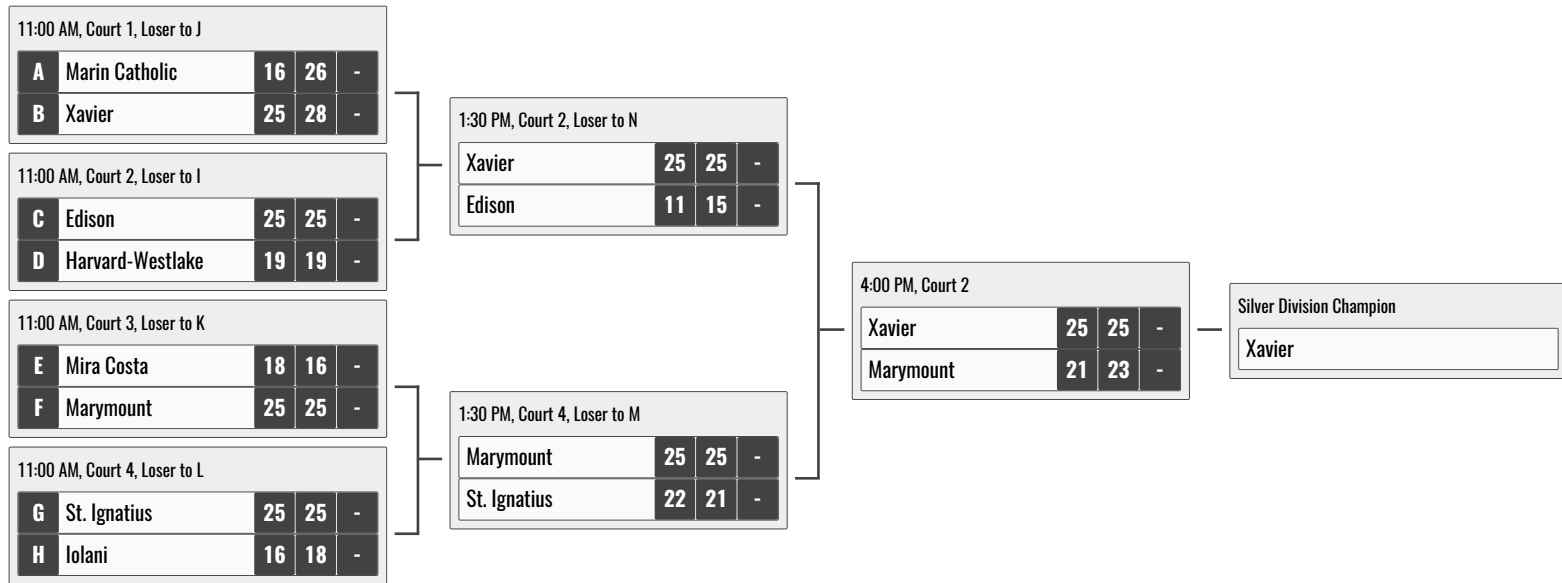 11:00 AM, Court 1, Loser to J
A Marin Catholic 16 26 -
B Xavier 25 28 -
11:00 AM, Court 2, Loser to I
C Edison 25 25 -
D Harvard-Westlake 19 19 -
11:00 AM, Court 3, Loser to K
E Mira Costa 18 16 -
F Marymount 25 25 -
11:00 AM, Court 4, Loser to L
G St. Ignatius 25 25 -
H Iolani 16 18 -
1:30 PM, Court 2, Loser to N
Xavier 25 25 -
Edison 11 15 -
1:30 PM, Court 4, Loser to M
Marymount 25 25 -
St. Ignatius 22 21 -
4:00 PM, Court 2
Xavier 25 25 -
Marymount 21 23 -
Silver Division Champion
Xavier